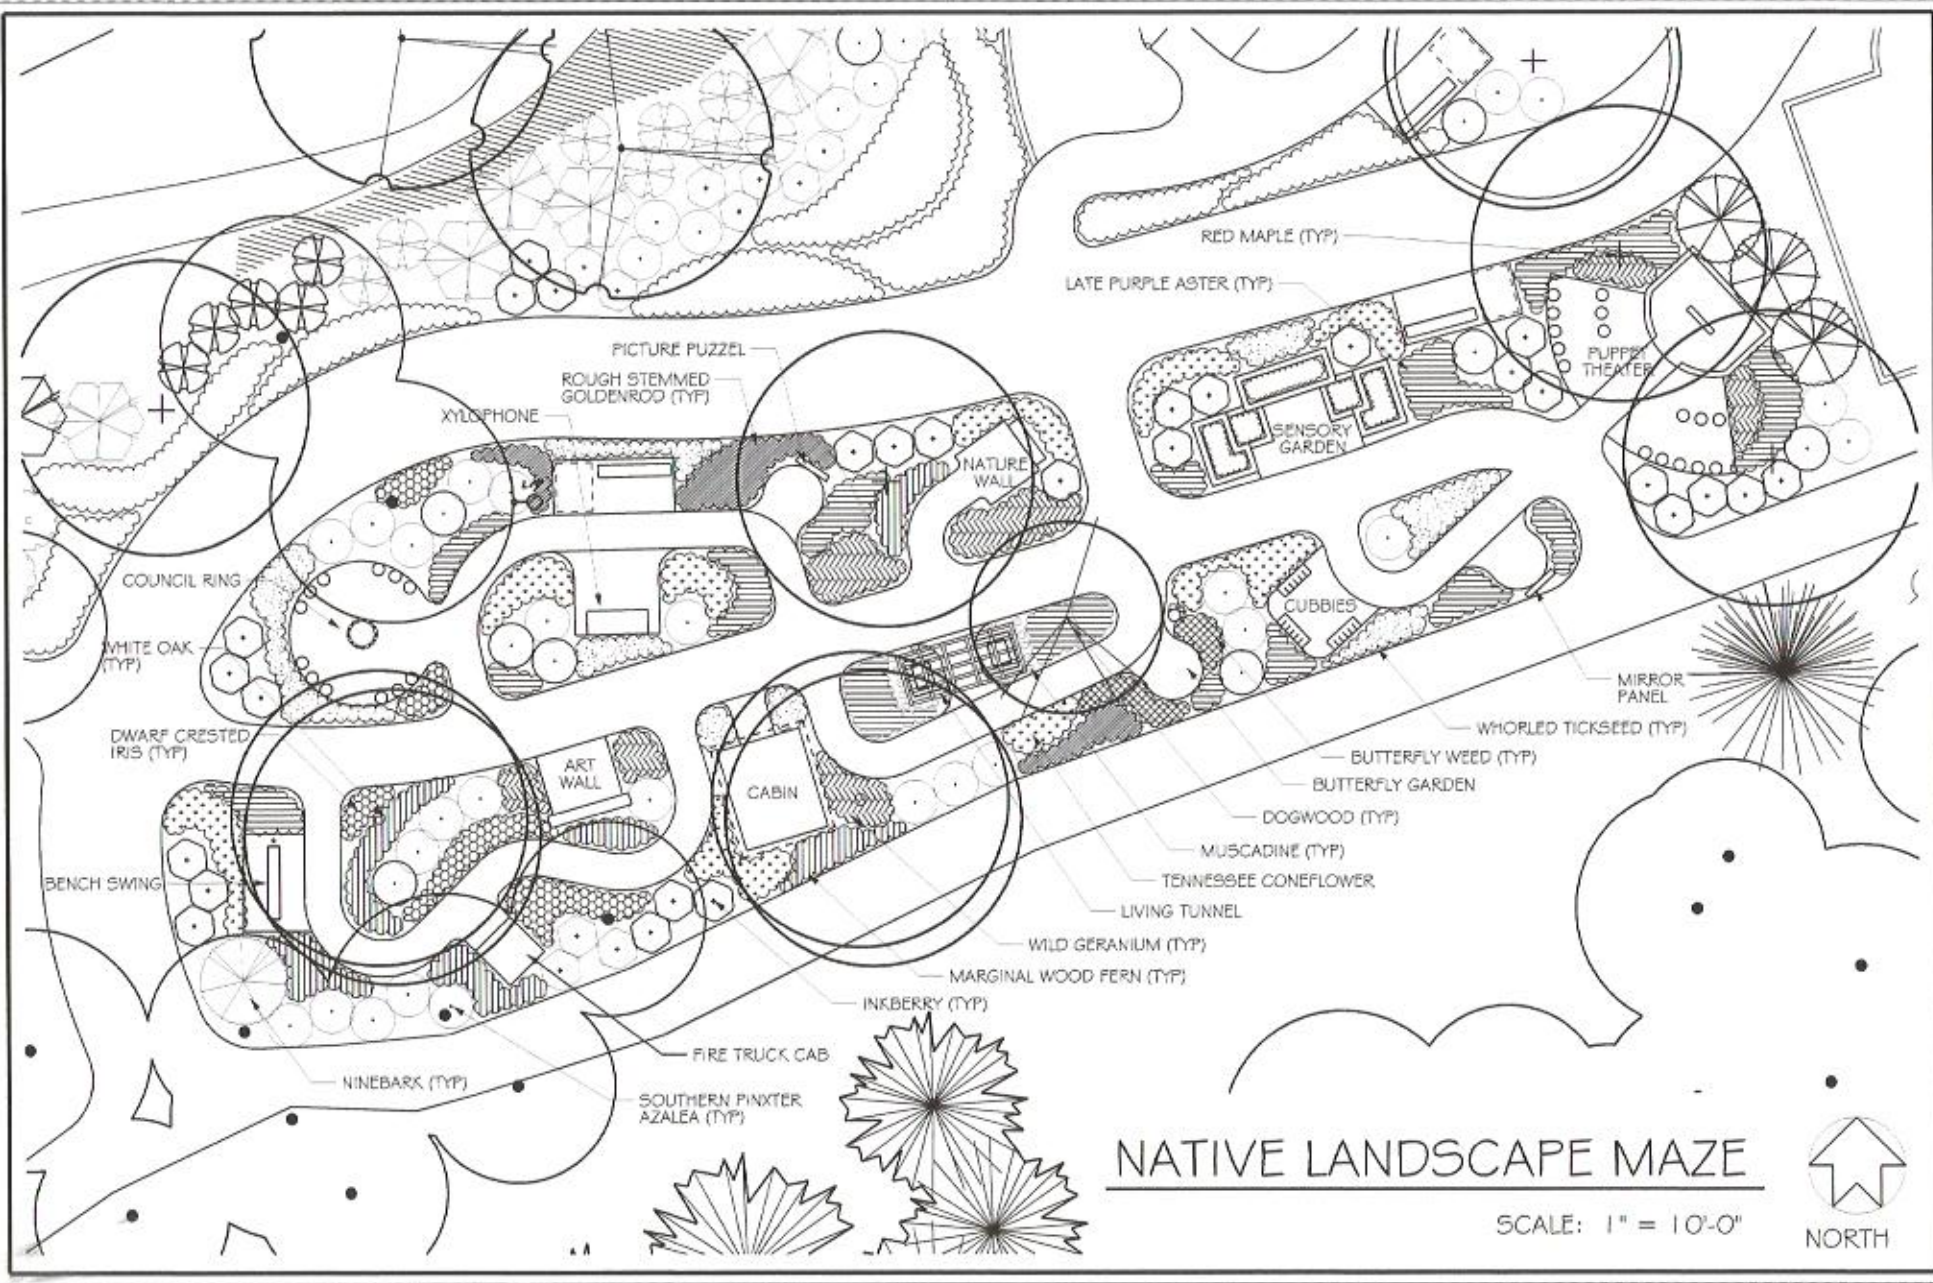 RED MAPLE (TYP)
LATE PURPLE ASTER (TYP)
PICTURE PUZZEL
ROUGH STEMMED
GOLDENROD (TYP)
XYLOPHONE
PUPPET
THEATER
SENSORY
GARDEN
NATURE
WALL
COUNCIL RING
CUBBIES
WHITE OAK
(TYP)
MIRROR
PANEL
WHORLED TICKSEED (TYP)
DWARF CRESTED
IRIS (TYP)
ART
WALL
BUTTERFLY WEED (TYP)
BUTTERFLY GARDEN
CABIN
DOGWOOD (TYP)
MUSCADINE (TYP)
BENCH SWING
TENNESSEE CONEFLOWER
LIVING TUNNEL
WILD GERANIUM (TYP)
MARGINAL WOOD FERN (TYP)
INKBERRY (TYP)
FIRE TRUCK CAB
NINEBARK (TYP)
SOUTHERN PINXTER
AZALEA (TYP)
NATIVE LANDSCAPE MAZE
SCALE: 1" = 10'-0"
NORTH